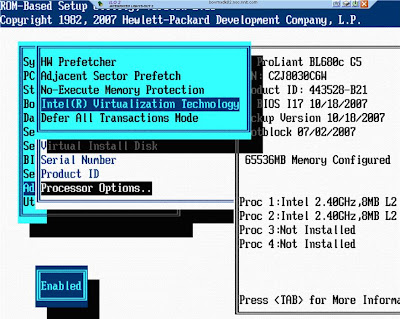 ROM-Based Setup
Copyright 1982, 2007 Hewlett-Packard Development Company, L.P.
HW Prefetcher
Adjacent Sector Prefetch
No-Execute Memory Protection
Intel(R) Virtualization Technology
Defer All Transactions Mode
Virtual Install Disk
Serial Number
Product ID
Processor Options..
Sy
PC
St
Bo
Da
Se
Se
BI
Se
Ad
Ut
ProLiant BL680c G5
N: C2J8030CGW
oduct ID: 443528-B21
BIOS I17 10/18/2007
ckup Version 10/18/2007
otblock 07/02/2007
65536MB Memory Configured
Proc 1:Intel 2.40GHz,8MB L2
Proc 2:Intel 2.40GHz,8MB L2
Proc 3:Not Installed
Proc 4:Not Installed
Enabled
Press <TAB> for More Informa